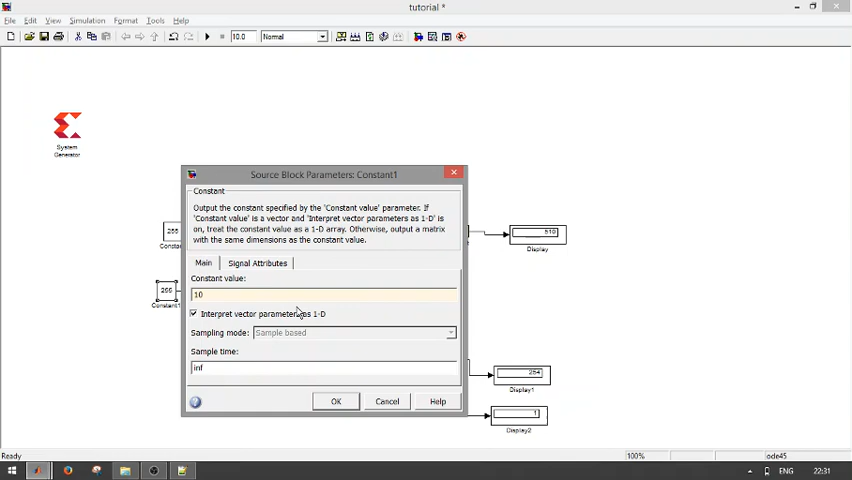 tutorial *
File Edit View Simulation Format Tools Help
10.0 Normal
System
Generator
Source Block Parameters: Constant1
Constant
Output the constant specified by the 'Constant value' parameter. If
'Constant value' is a vector and 'Interpret vector parameters as 1-D' is
on, treat the constant value as a 1-D array. Otherwise, output a matrix
with the same dimensions as the constant value.
Main Signal Attributes
Constant value:
10
Interpret vector parameters as 1-D
Sampling mode: Sample based
Sample time:
inf
OK Cancel Help
255
Consta
255
Constant1
510
Display
254
Display1
1
Display2
Ready 100% ode45
ENG 22:31